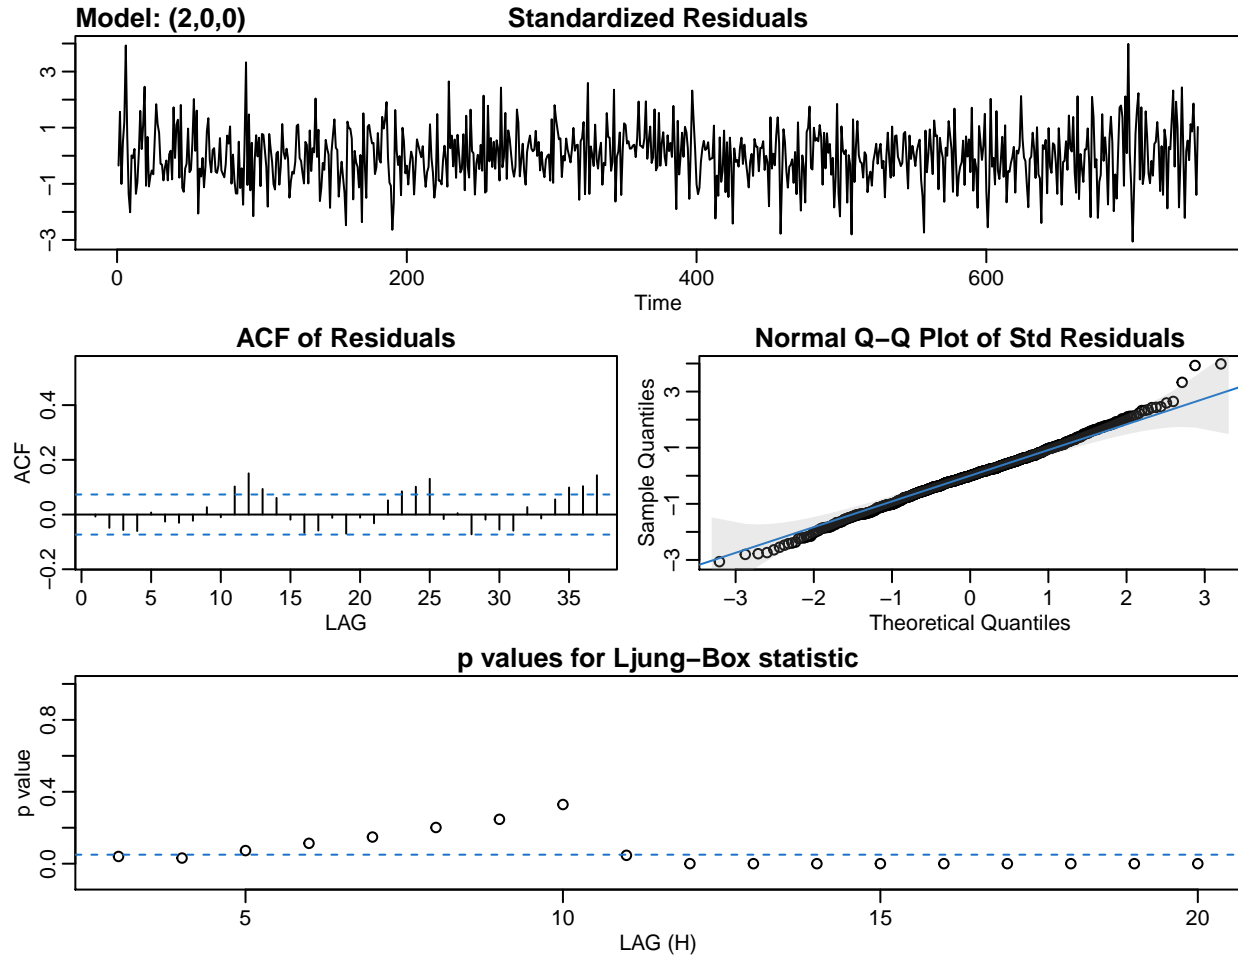 Model: (2,0,0) Standardized Residuals
3
1
−1
−3
0 200 400 600
Time
ACF of Residuals
ACF
0.4
0.2
0.0
−0.2
0 5 10 15 20 25 30 35
LAG
Normal Q−Q Plot of Std Residuals
Sample Quantiles
3
1
−1
−3
−3 −2 −1 0 1 2 3
Theoretical Quantiles
p values for Ljung−Box statistic
p value
0.8
0.4
0.0
5 10 15 20
LAG (H)